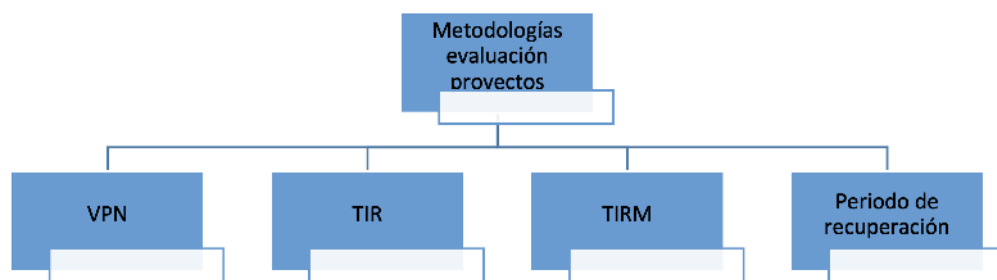 Metodologías
evaluación
proyectos
VPN
TIR
TIRM
Periodo de
recuperación